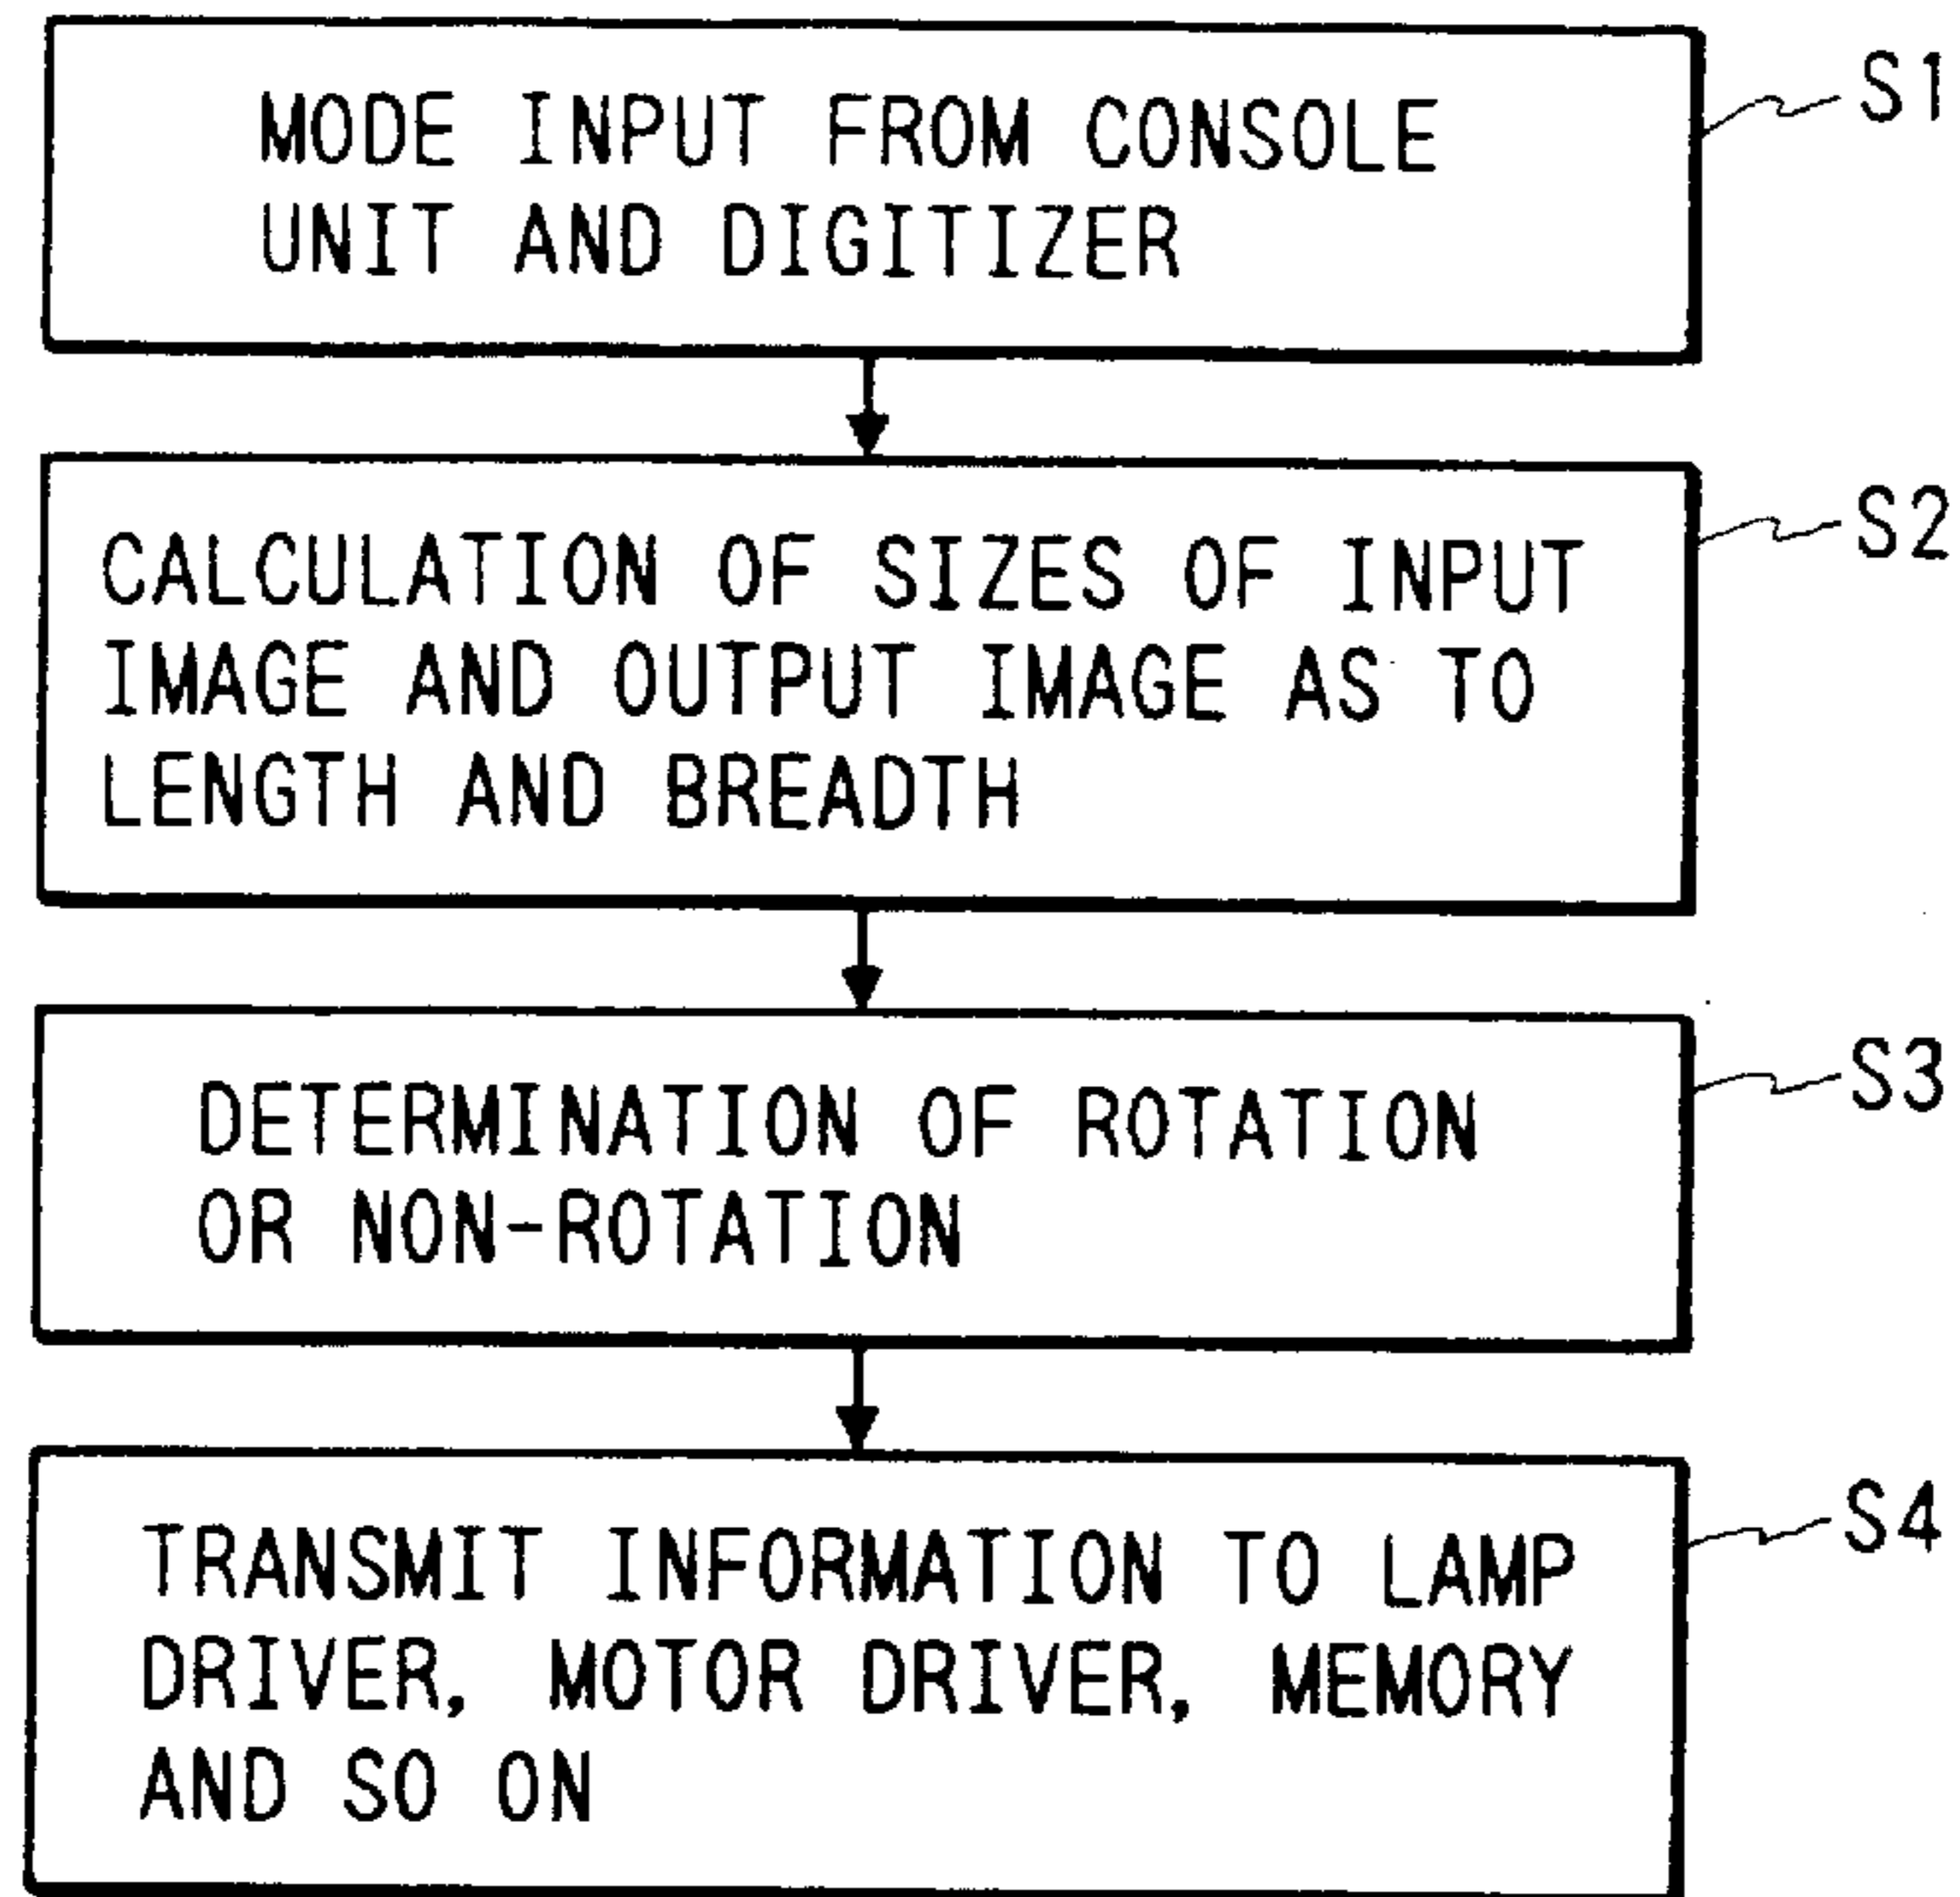 MODE INPUT FROM CONSOLE
UNIT AND DIGITIZER
S1
CALCULATION OF SIZES OF INPUT
IMAGE AND OUTPUT IMAGE AS TO
LENGTH AND BREADTH
S2
DETERMINATION OF ROTATION
OR NON-ROTATION
S3
TRANSMIT INFORMATION TO LAMP
DRIVER, MOTOR DRIVER, MEMORY
AND SO ON
S4